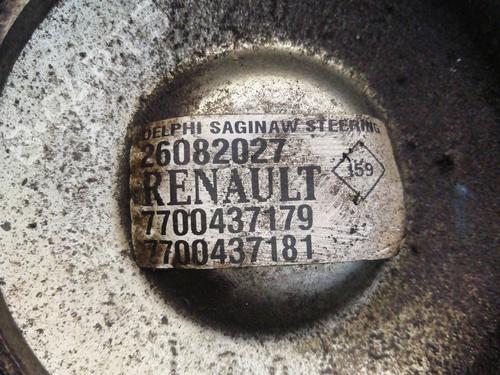 DELPHI SAGINAW STEERING
26082027
RENAULT
159
7700437179
7700437181